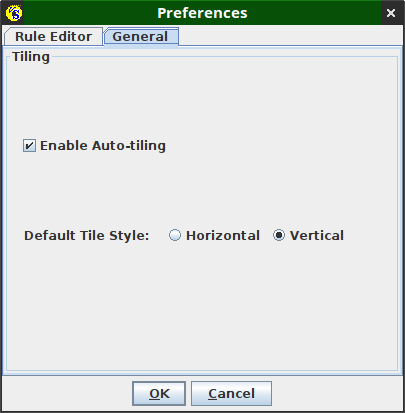 Preferences
Rule Editor General
Tiling
Enable Auto-tiling
Default Tile Style: Horizontal Vertical
OK Cancel